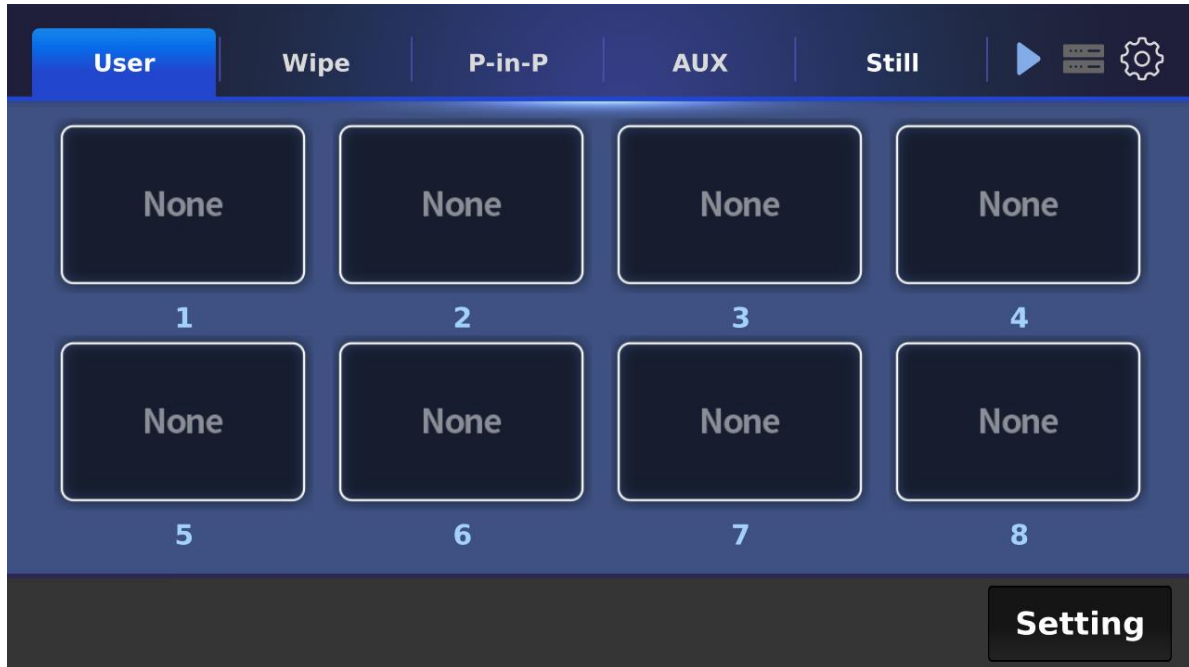 User Wipe P-in-P AUX Still
None None None None
1 2 3 4
None None None None
5 6 7 8
Setting